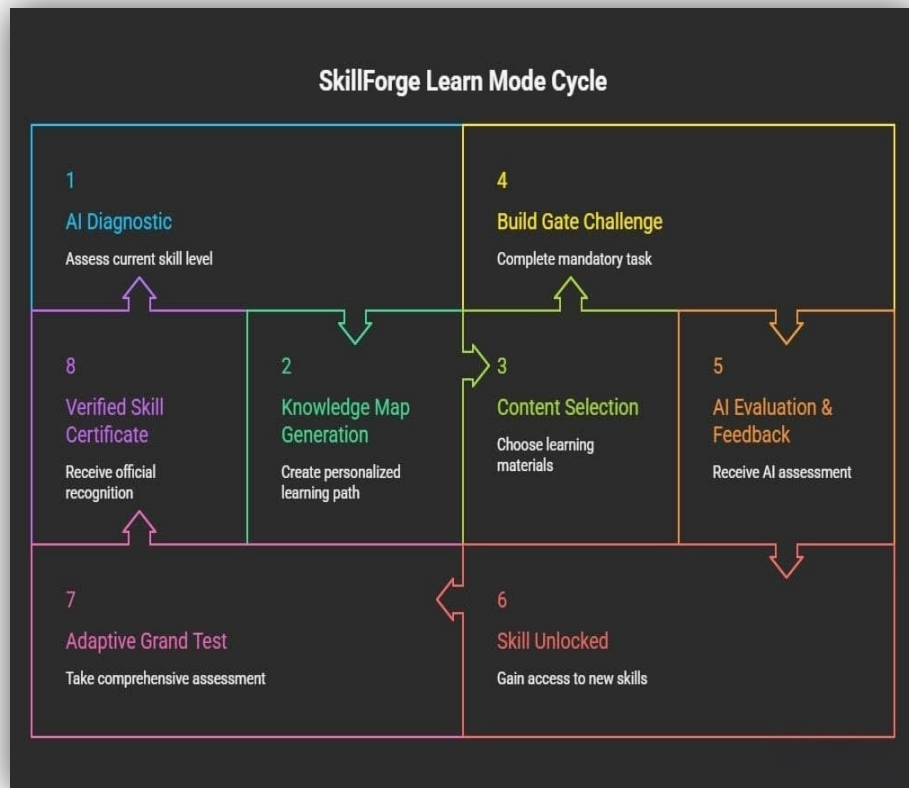 SkillForge Learn Mode Cycle
1
AI Diagnostic
Assess current skill level
4
Build Gate Challenge
Complete mandatory task
8
Verified Skill
Certificate
Receive official
recognition
2
Knowledge Map
Generation
Create personalized
learning path
3
Content Selection
Choose learning
materials
5
AI Evaluation &
Feedback
Receive AI assessment
7
Adaptive Grand Test
Take comprehensive assessment
6
Skill Unlocked
Gain access to new skills